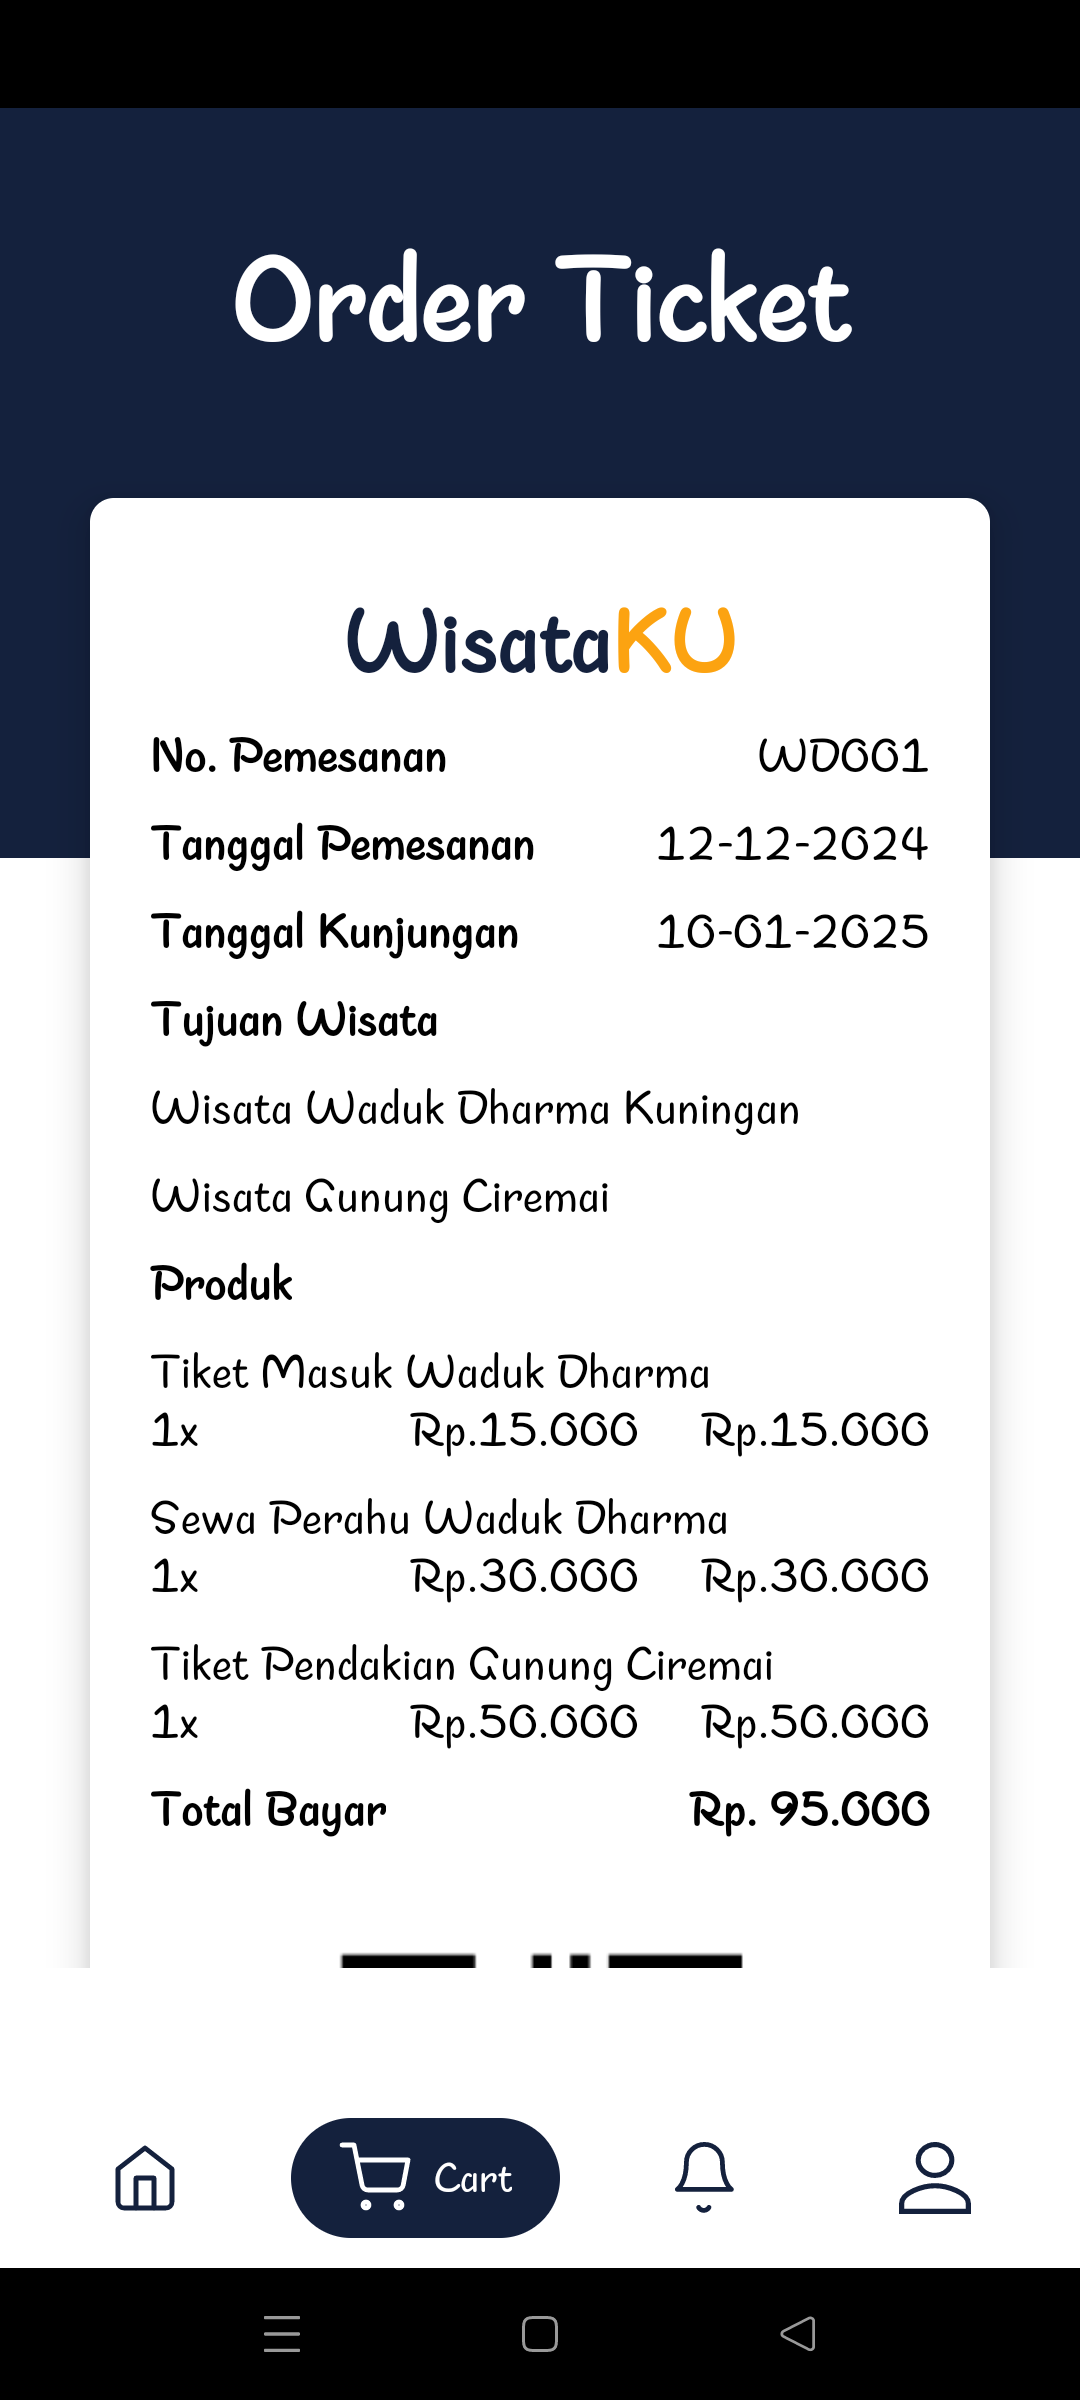 Order Ticket
WisataKU
No. Pemesanan WD001
Tanggal Pemesanan 12-12-2024
Tanggal Kunjungan 10-01-2025
Tujuan Wisata
Wisata Waduk Dharma Kuningan
Wisata Gunung Ciremai
Produk
Tiket Masuk Waduk Dharma
1x Rp.15.000 Rp.15.000
Sewa Perahu Waduk Dharma
1x Rp.30.000 Rp.30.000
Tiket Pendakian Gunung Ciremai
1x Rp.50.000 Rp.50.000
Total Bayar Rp. 95.000
Cart